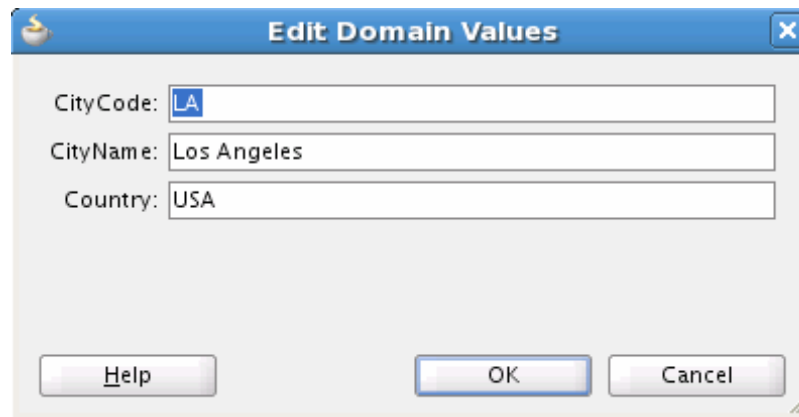 Edit Domain Values
CityCode: LA
CityName: Los Angeles
Country: USA
Help OK Cancel